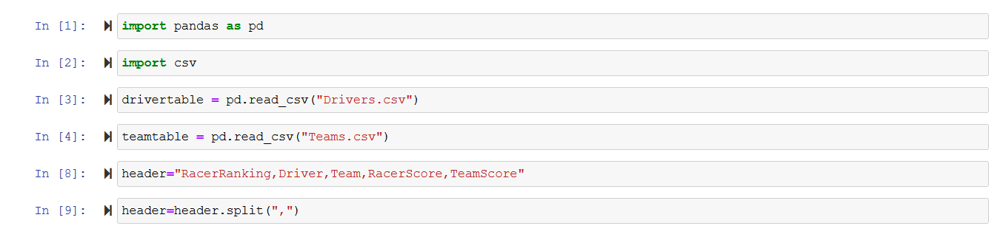 In [1]: import pandas as pd
In [2]: import csv
In [3]: drivertable = pd.read_csv("Drivers.csv")
In [4]: teamtable = pd.read_csv("Teams.csv")
In [8]: header="RacerRanking,Driver,Team,RacerScore,TeamScore"
In [9]: header=header.split(",")